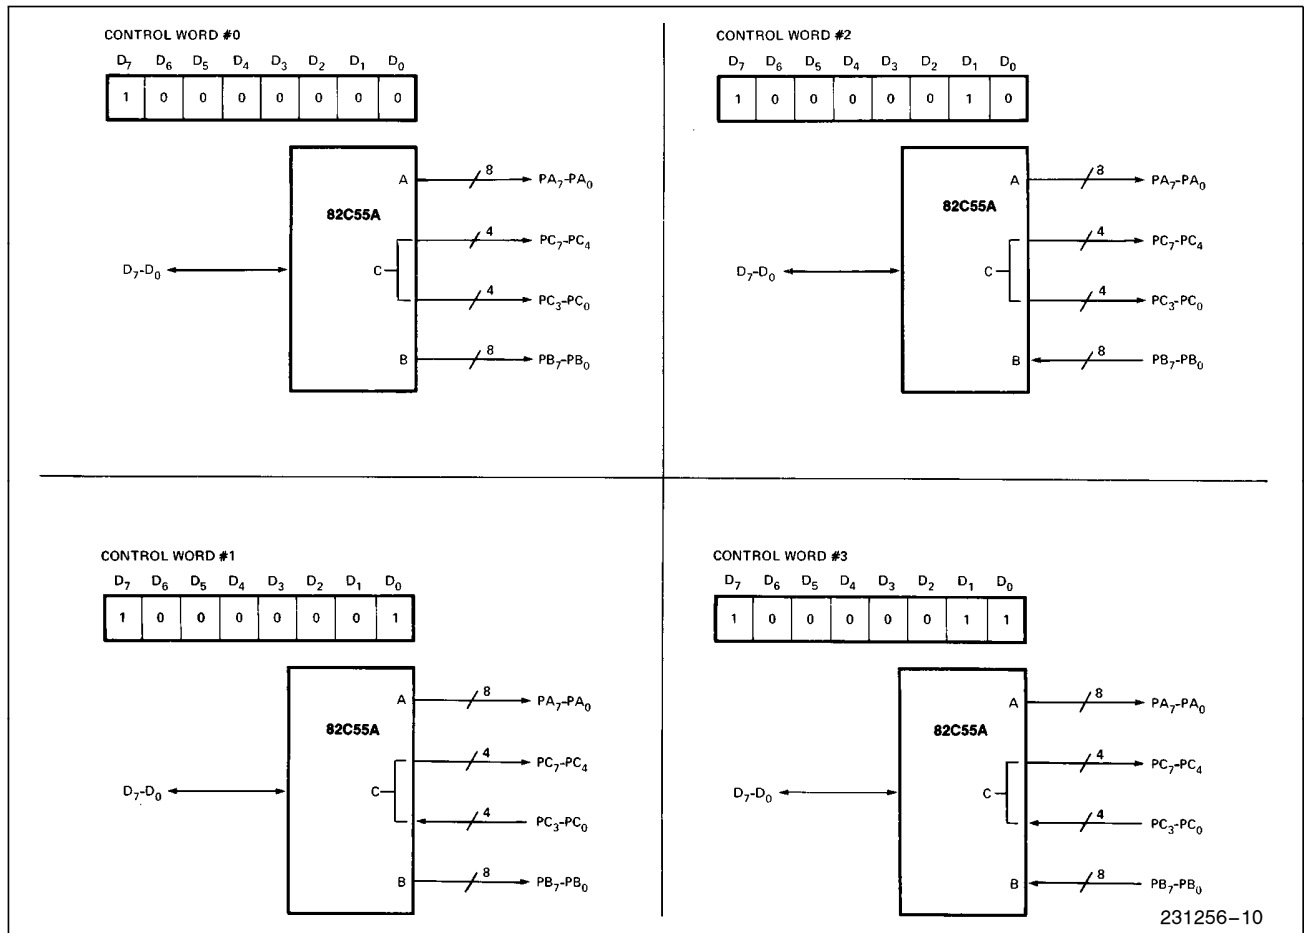 CONTROL WORD #0
D7 D6 D5 D4 D3 D2 D1 D0
1 0 0 0 0 0 0 0
82C55A
A
8
PA7-PA0
4
PC7-PC4
D7-D0
C
4
PC3-PC0
B
8
PB7-PB0
CONTROL WORD #2
D7 D6 D5 D4 D3 D2 D1 D0
1 0 0 0 0 0 1 0
82C55A
A
8
PA7-PA0
4
PC7-PC4
D7-D0
C
4
PC3-PC0
B
8
PB7-PB0
CONTROL WORD #1
D7 D6 D5 D4 D3 D2 D1 D0
1 0 0 0 0 0 0 1
82C55A
A
8
PA7-PA0
4
PC7-PC4
D7-D0
C
4
PC3-PC0
B
8
PB7-PB0
CONTROL WORD #3
D7 D6 D5 D4 D3 D2 D1 D0
1 0 0 0 0 0 1 1
82C55A
A
8
PA7-PA0
4
PC7-PC4
D7-D0
C
4
PC3-PC0
B
8
PB7-PB0
231256-10